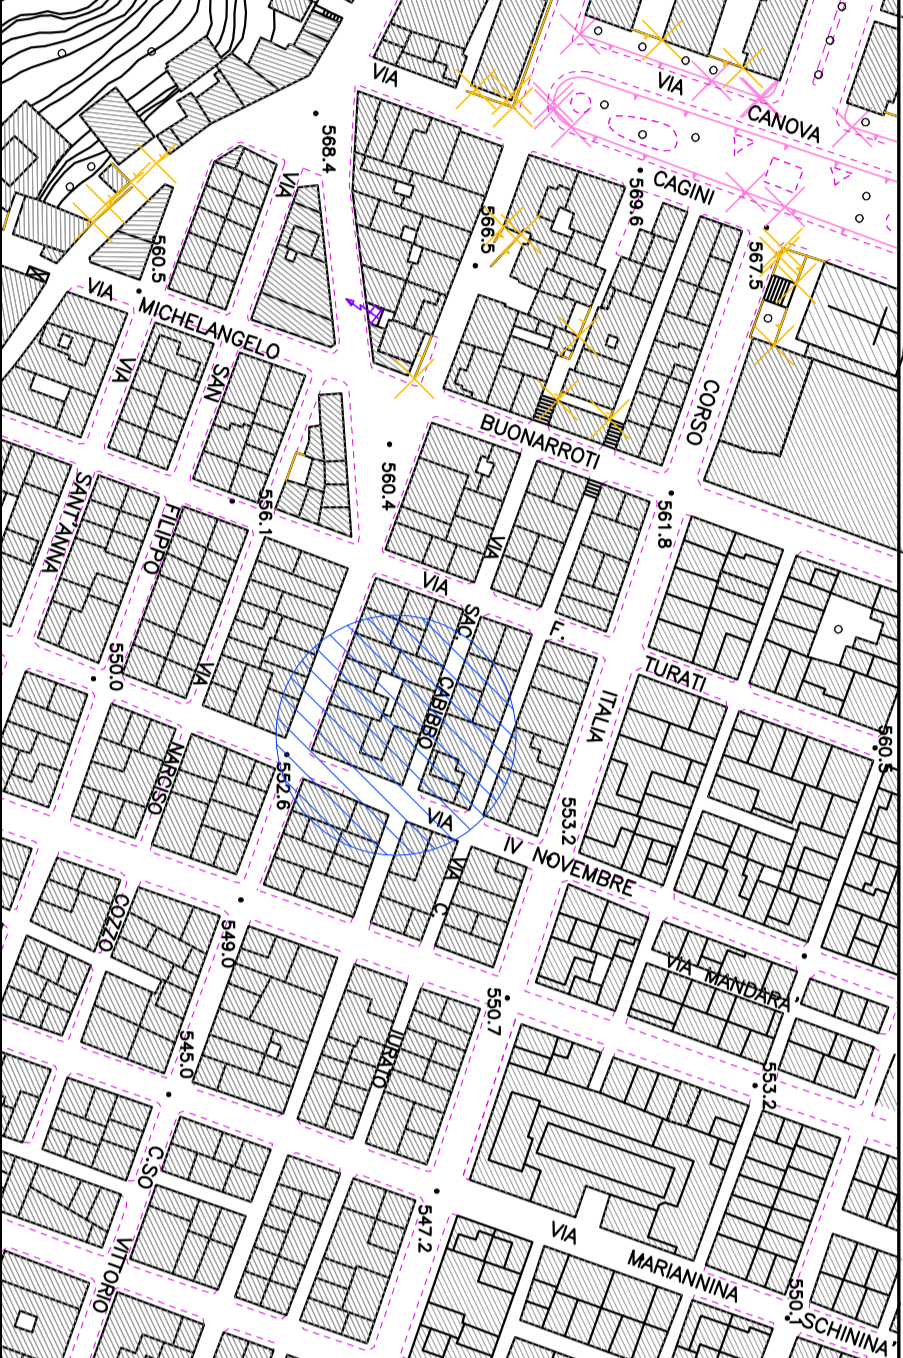 VIA
VIA
CANOVA
568.4
VIA
CAGINI
569.6
566.5
567.5
560.5
VIA
MICHELANGELO
VIA
SAN
CORSO
BUONARROTI
560.4
SANT'ANNA
FILIPPO
556.1
561.8
VIA
VIA
SAC.
F.
TURATI
550.0
VIA
CABIBBO
ITALIA
560.5
NARCISO
552.6
VIA
553.2
IV NOVEMBRE
VIA
C.
COZZO
549.0
VIA MANDARA'
550.7
IURATO
545.0
553.2
C.SO
547.2
VIA
MARIANNINA
VITTORIO
550.1
SCHININA'